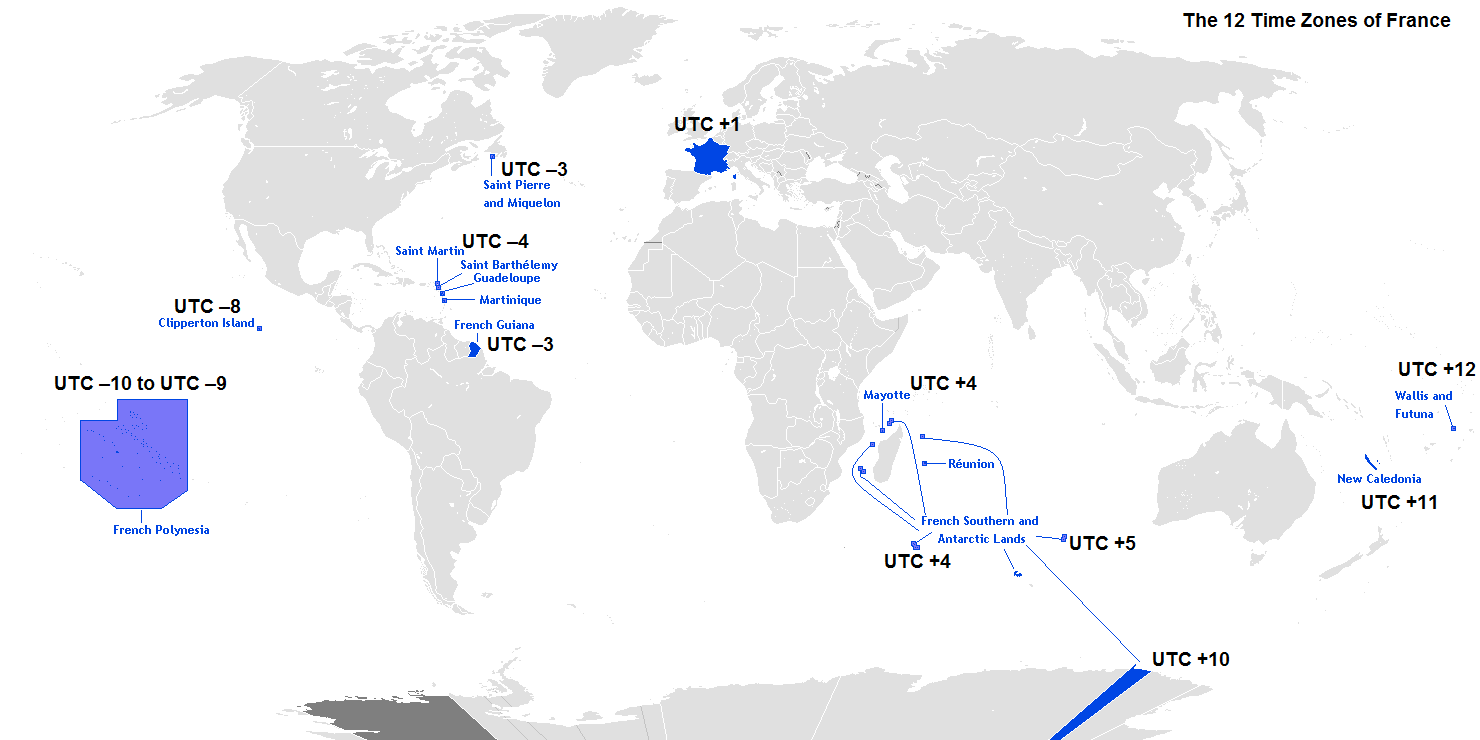 The 12 Time Zones of France
UTC +1
UTC –3
Saint Pierre
and Miquelon
UTC –4
Saint Martin
Saint Barthélemy
Guadeloupe
Martinique
UTC –8
Clipperton Island
French Guiana
UTC –3
UTC –10 to UTC –9
French Polynesia
UTC +4
Mayotte
Réunion
French Southern and
Antarctic Lands
UTC +4
UTC +5
UTC +12
Wallis and
Futuna
New Caledonia
UTC +11
UTC +10